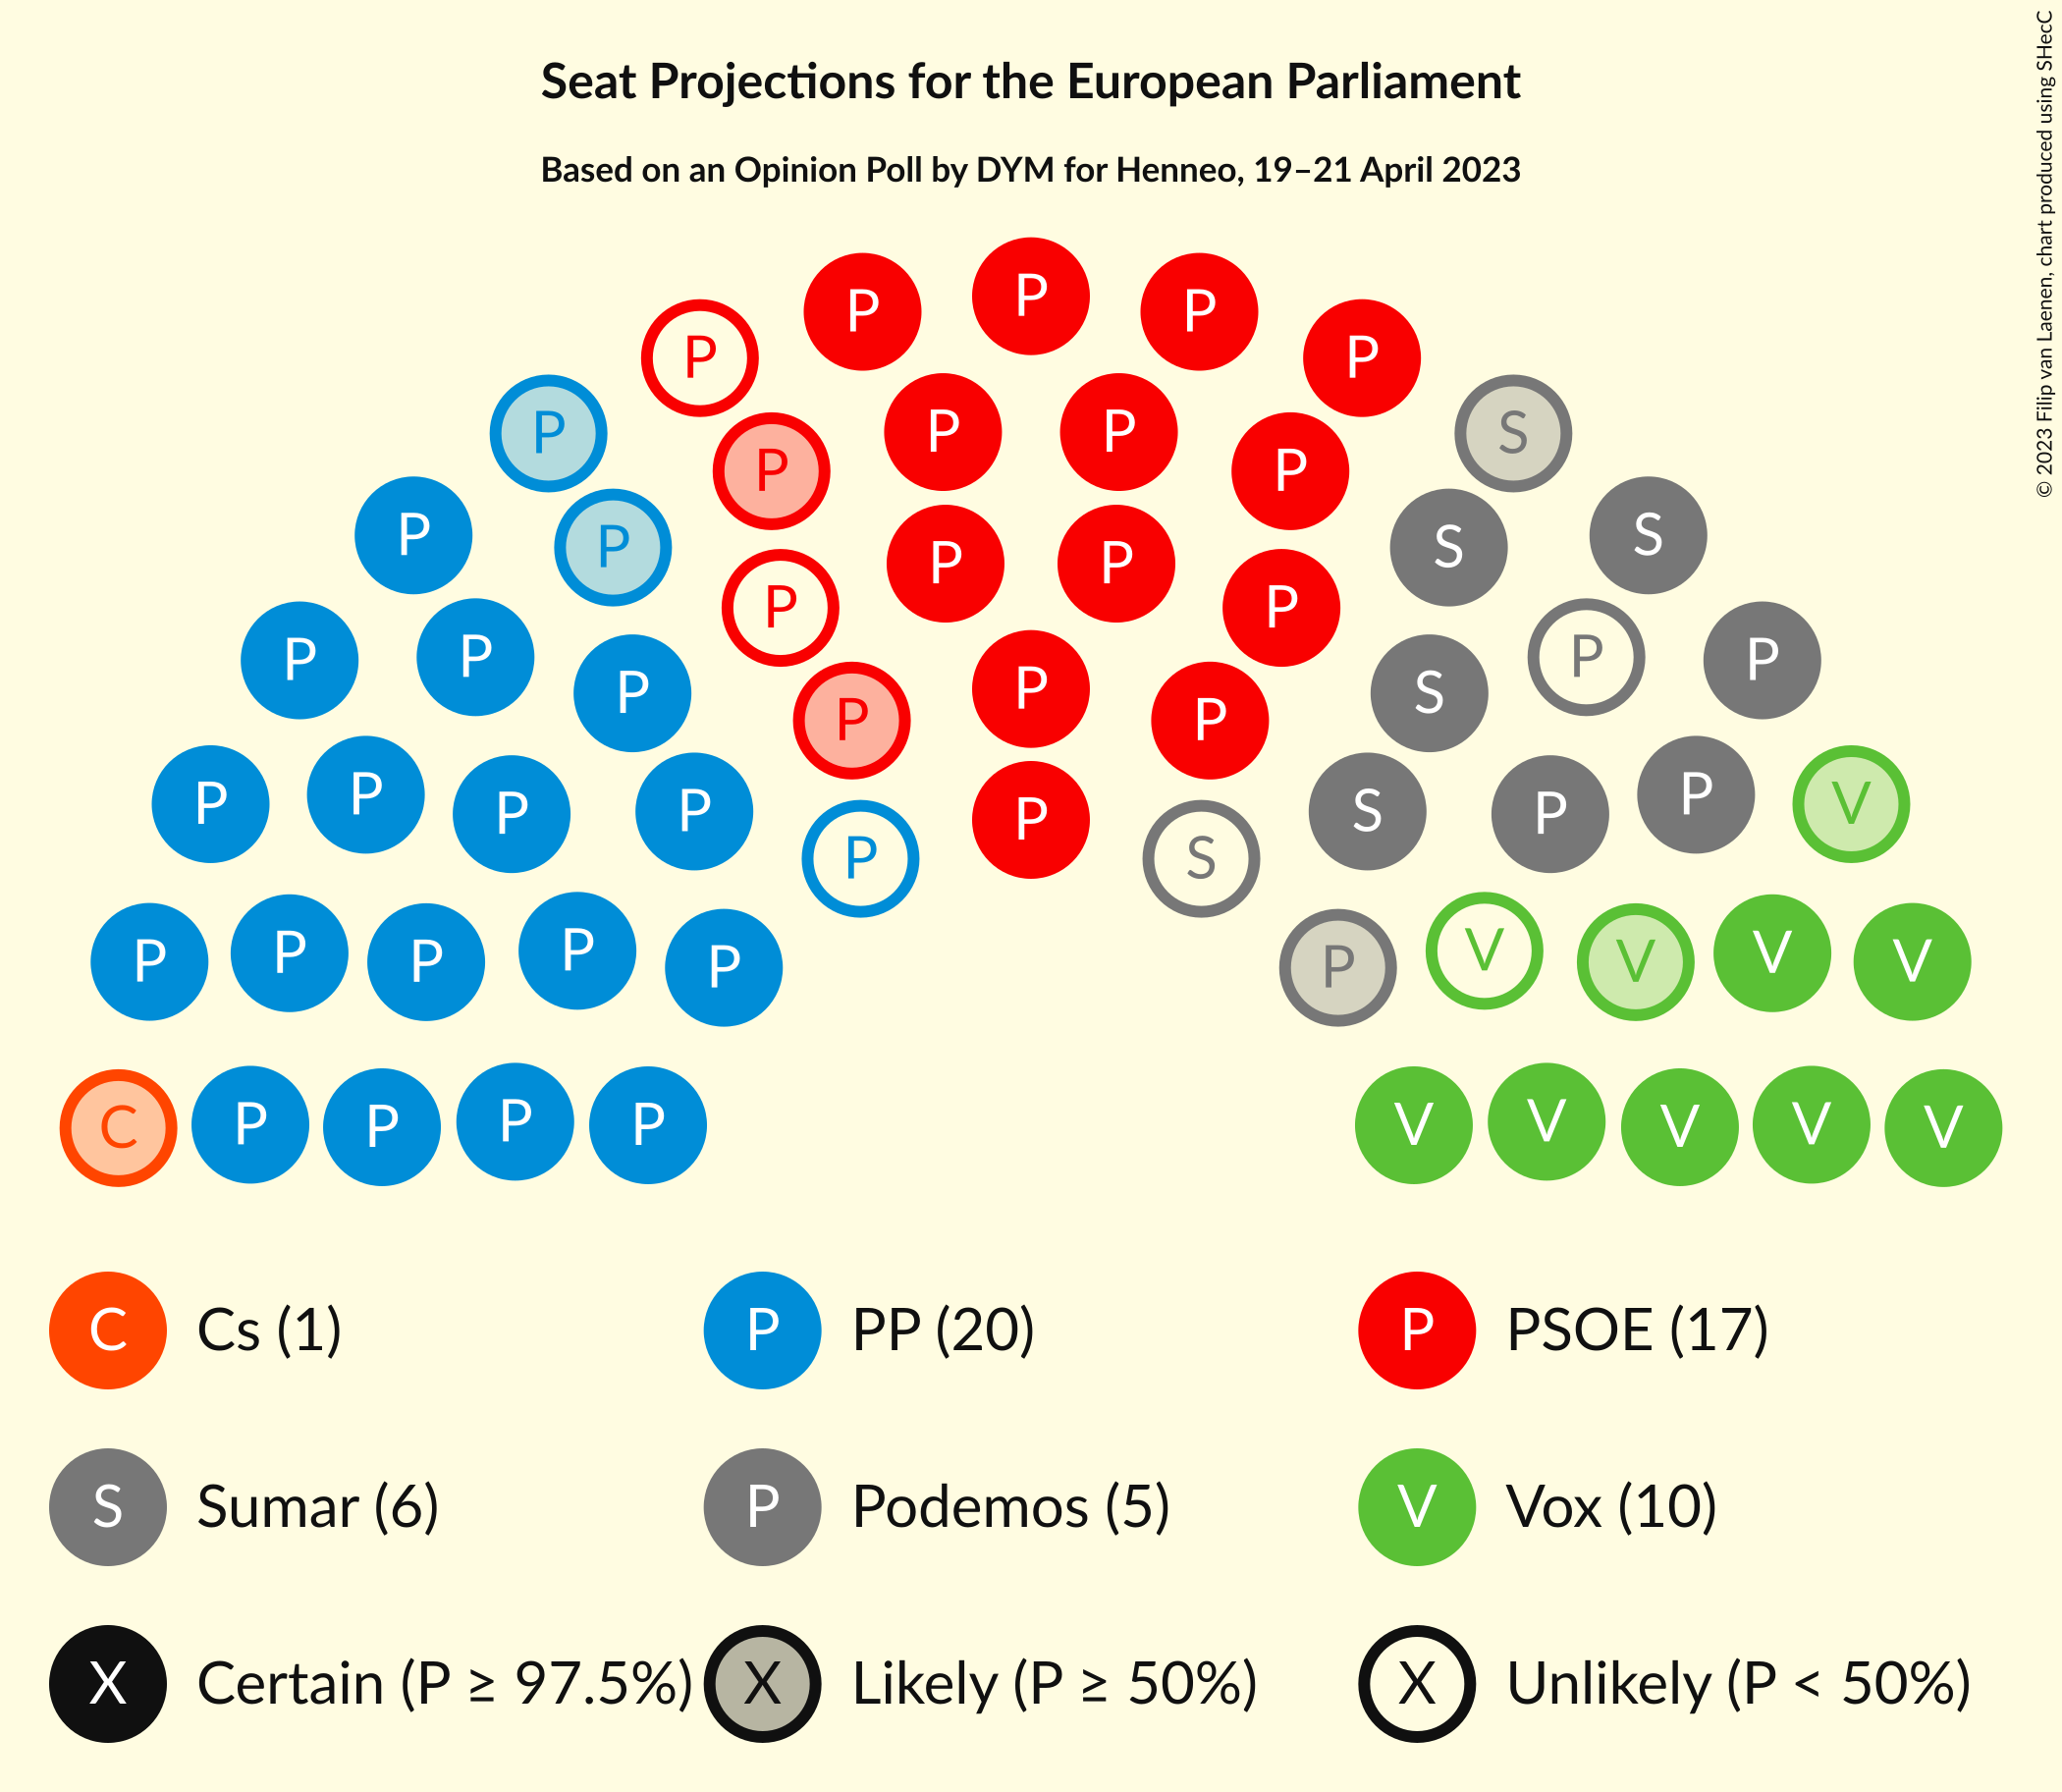 Seat Projections for the European Parliament
Based on an Opinion Poll by DYM for Henneo, 19–21 April 2023
© 2023 Filip van Laenen, chart produced using SHecC
P
P P
P P
P P
P P
P S
P P
P P
P S
P P
P P
P S S
P P
P P
P P
P P
P S
P P
P P
P P
P P
P V
P P
S P
P S
P P
P V
P V
P V
P V
P P
C V
P V
P V
P V
P V
C Cs (1) P PP (20) P PSOE (17)
S Sumar (6) P Podemos (5) V Vox (10)
X Certain (P ≥ 97.5%) X Likely (P ≥ 50%) X Unlikely (P < 50%)